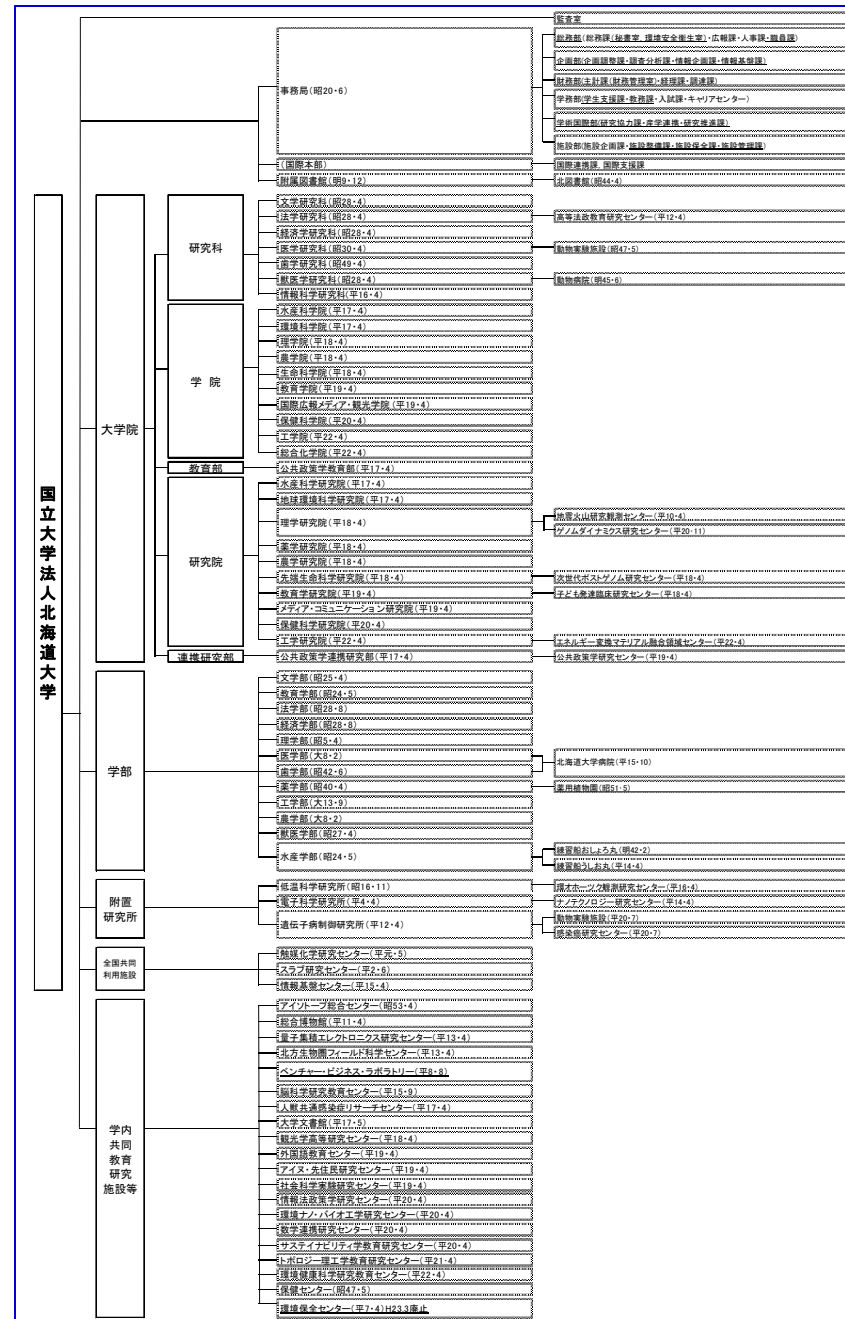 監査室
事務局(昭20・6)
総務部(総務課(秘書室、環境安全衛生室)・広報課・人事課・職員課)
企画部(企画調整課・調査分析課・情報企画課・情報基盤課)
財務部(主計課(財務管理室)・経理課・調達課)
学務部(学生支援課・教務課・入試課・キャリアセンター)
学術国際部(研究協力課・産学連携・研究推進課)
施設部(施設企画課・施設整備課・施設保全課・施設管理課)
(国際本部)
国際連携課、国際支援課
附属図書館(明9・12)
北図書館(昭44・4)
国立大学法人北海道大学
大学院
研究科
文学研究科(昭28・4)
法学研究科(昭28・4)
高等法政教育研究センター(平12・4)
経済学研究科(昭28・4)
医学研究科(昭30・4)
動物実験施設(昭47・5)
歯学研究科(昭49・4)
獣医学研究科(昭28・4)
動物病院(明45・6)
情報科学研究科(平16・4)
学 院
水産科学院(平17・4)
環境科学院(平17・4)
理学院(平18・4)
農学院(平18・4)
生命科学院(平18・4)
教育学院(平19・4)
国際広報メディア・観光学院(平19・4)
保健科学院(平20・4)
工学院(平22・4)
総合化学院(平22・4)
教育部
公共政策学教育部(平17・4)
研究院
水産科学研究院(平17・4)
地球環境科学研究院(平17・4)
理学研究院(平18・4)
地震火山研究観測センター(平10・4)
ゲノムダイナミクス研究センター(平20・11)
薬学研究院(平18・4)
農学研究院(平18・4)
先端生命科学研究院(平18・4)
次世代ポストゲノム研究センター(平18・4)
教育学研究院(平19・4)
子ども発達臨床研究センター(平18・4)
メディア・コミュニケーション研究院(平19・4)
保健科学研究院(平20・4)
工学研究院(平22・4)
エネルギー変換マテリアル融合領域センター(平22・4)
連携研究部
公共政策学連携研究部(平17・4)
公共政策学研究センター(平19・4)
学部
文学部(昭25・4)
教育学部(昭24・5)
法学部(昭28・8)
経済学部(昭28・8)
理学部(昭5・4)
医学部(大8・2)
北海道大学病院(平15・10)
歯学部(昭42・6)
薬学部(昭40・4)
薬用植物園(昭51・5)
工学部(大13・9)
農学部(大8・2)
獣医学部(昭27・4)
水産学部(昭24・5)
練習船おしょろ丸(明42・2)
練習船うしお丸(平14・4)
附置
研究所
低温科学研究所(昭16・11)
環オホーツク観測研究センター(平16・4)
電子科学研究所(平4・4)
ナノテクノロジー研究センター(平14・4)
遺伝子病制御研究所(平12・4)
動物実験施設(平20・7)
感染癌研究センター(平20・7)
全国共同
利用施設
触媒化学研究センター(平元・5)
スラブ研究センター(平2・6)
情報基盤センター(平15・4)
学内
共同
教育
研究
施設等
アイソトープ総合センター(昭53・4)
総合博物館(平11・4)
量子集積エレクトロニクス研究センター(平13・4)
北方生物圏フィールド科学センター(平13・4)
ベンチャー・ビジネス・ラボラトリー(平8・8)
脳科学研究教育センター(平15・9)
人獣共通感染症リサーチセンター(平17・4)
大学文書館(平17・5)
観光学高等研究センター(平18・4)
外国語教育センター(平19・4)
アイヌ・先住民研究センター(平19・4)
社会科学実験研究センター(平19・4)
情報法政策学研究センター(平20・4)
環境ナノ・バイオ工学研究センター(平20・4)
数学連携研究センター(平20・4)
サステイナビリティ学教育研究センター(平20・4)
トポロジー理工学教育研究センター(平21・4)
環境健康科学研究教育センター(平22・4)
保健センター(昭47・5)
環境保全センター(平7・4)H23.3廃止